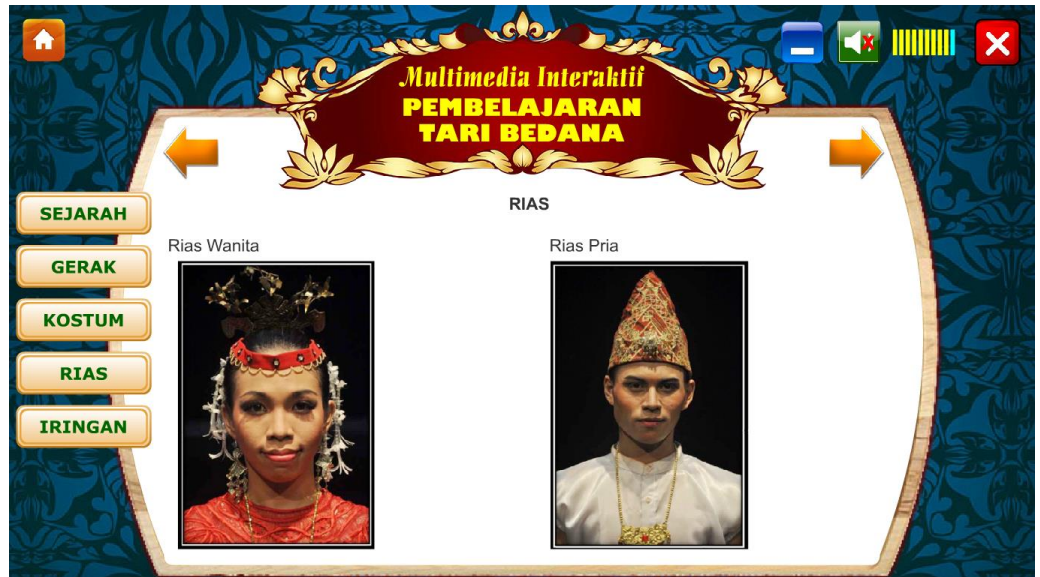 Multimedia Interaktif
PEMBELAJARAN
TARI BEDANA
RIAS
SEJARAH
GERAK
KOSTUM
RIAS
IRINGAN
Rias Wanita
Rias Pria